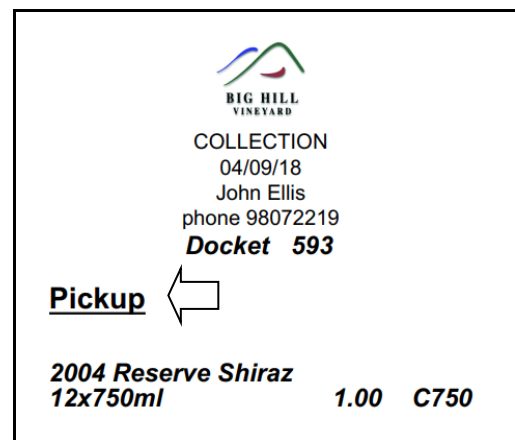 BIG HILL
VINEYARD
COLLECTION
04/09/18
John Ellis
phone 98072219
Docket 593
Pickup
2004 Reserve Shiraz
12x750ml 1.00 C750